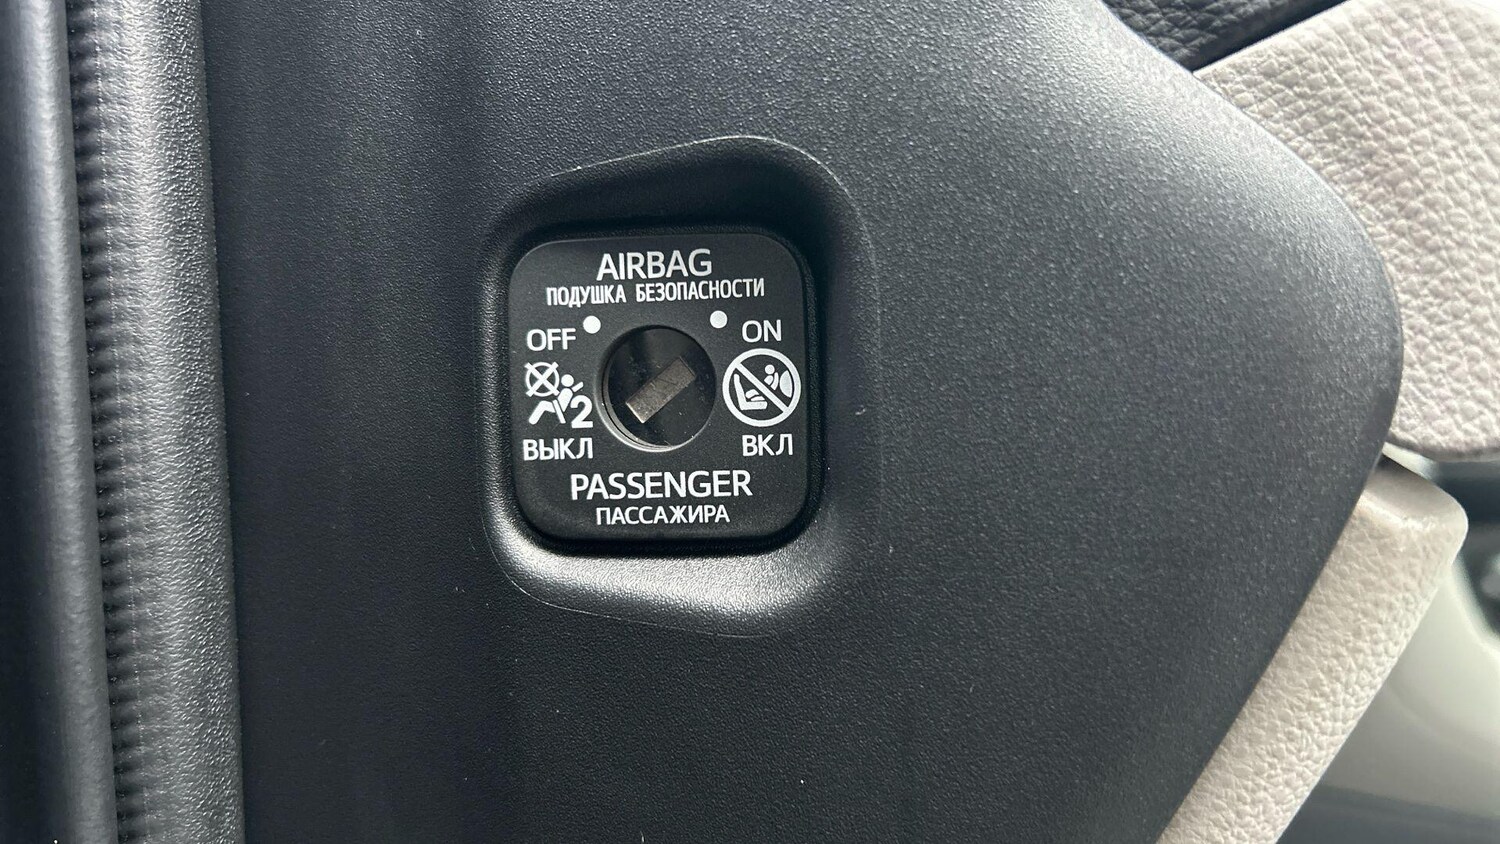 AIRBAG
ПОДУШКА БЕЗОПАСНОСТИ
OFF
ON
2
ВЫКЛ
ВКЛ
PASSENGER
ПАССАЖИРА